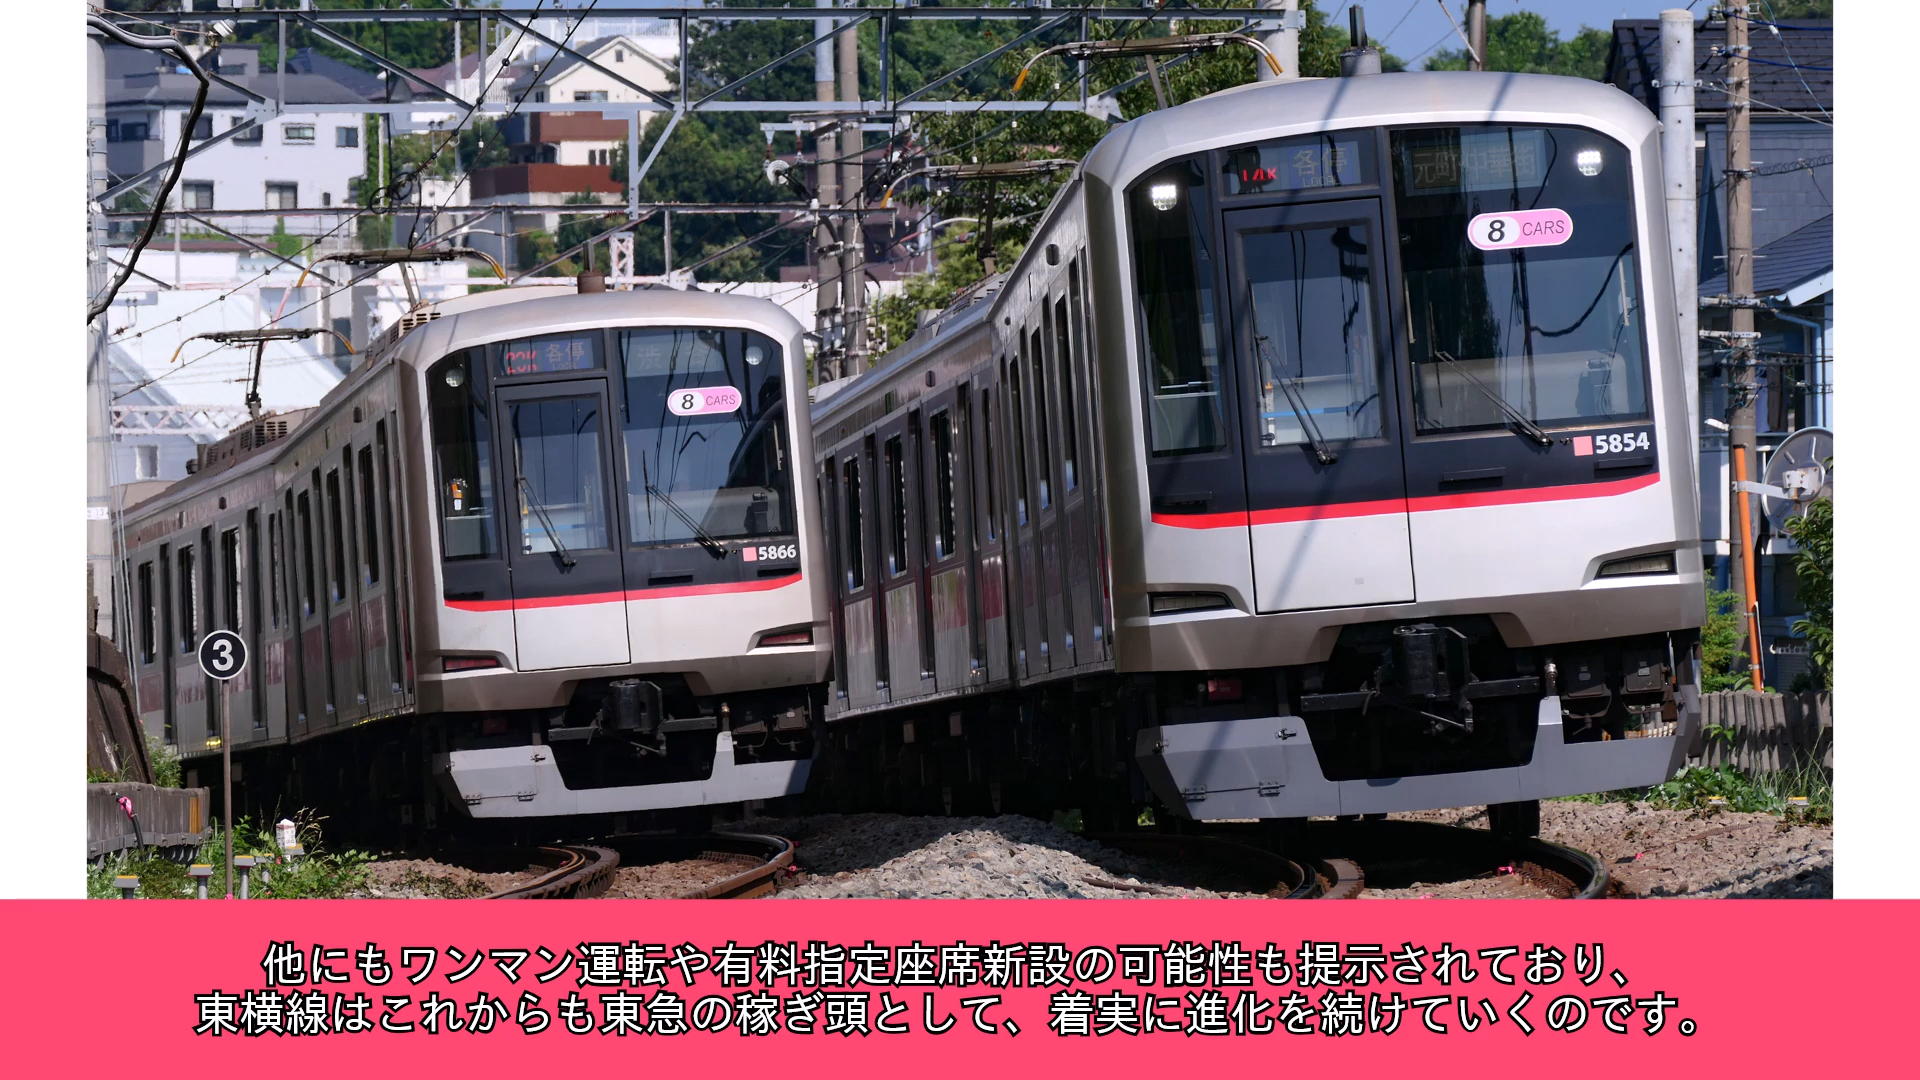 14K
各停
LOCAL
元町・中華街
8 CARS
5854
各停
8 CARS
5866
3
他にもワンマン運転や有料指定座席新設の可能性も提示されており、
東横線はこれからも東急の稼ぎ頭として、着実に進化を続けていくのです。